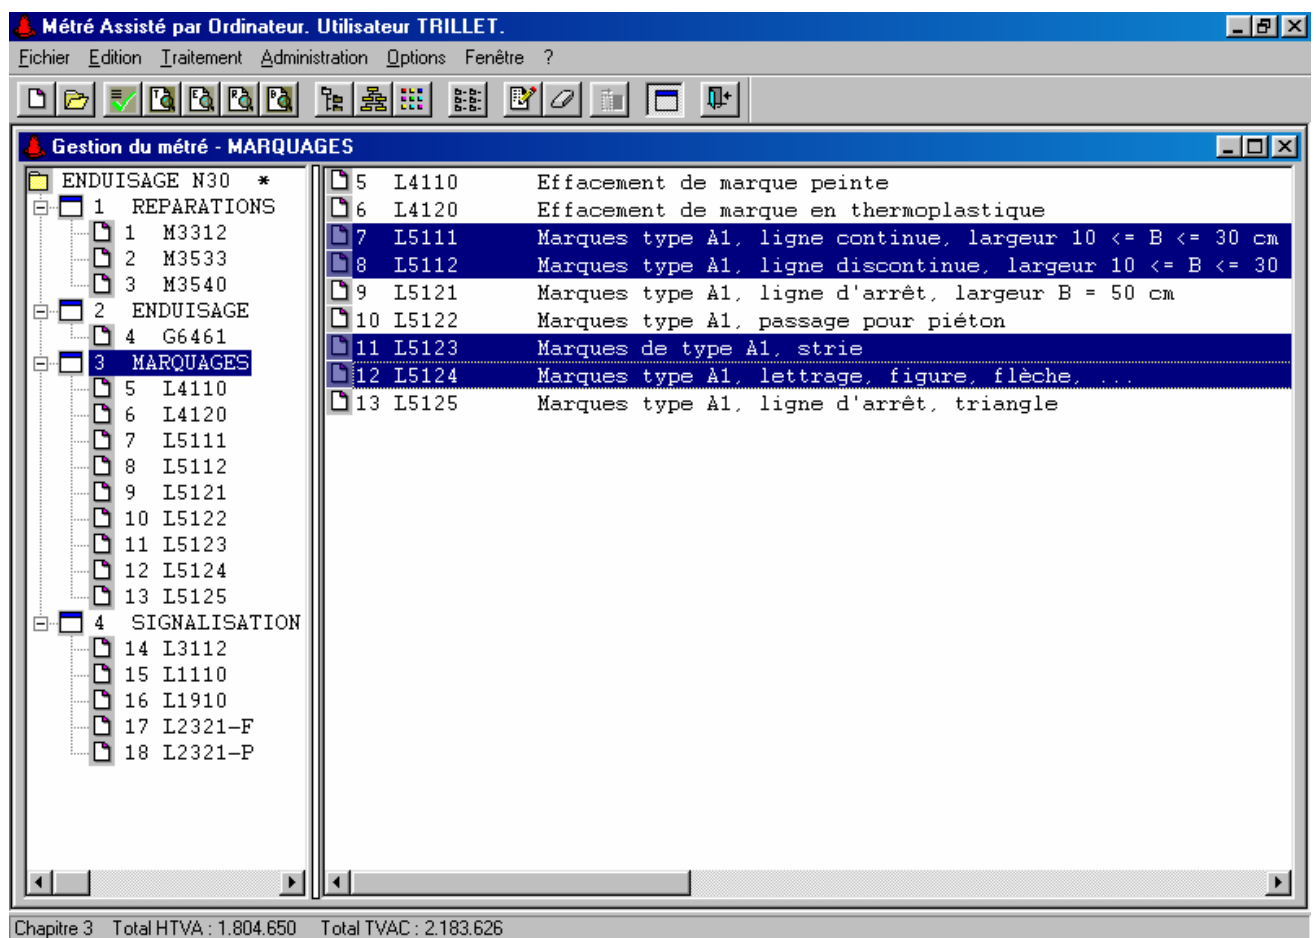 Métré Assisté par Ordinateur. Utilisateur TRILLET.
Fichier Edition Traitement Administration Options Fenêtre ?
Gestion du métré - MARQUAGES
ENDUISAGE N30 *
1 REPARATIONS
1 M3312
2 M3533
3 M3540
2 ENDUISAGE
4 G6461
3 MARQUAGES
5 L4110
6 L4120
7 L5111
8 L5112
9 L5121
10 L5122
11 L5123
12 L5124
13 L5125
4 SIGNALISATION
14 L3112
15 L1110
16 L1910
17 L2321-F
18 L2321-P
5 L4110 Effacement de marque peinte
6 L4120 Effacement de marque en thermoplastique
7 L5111 Marques type A1, ligne continue, largeur 10 <= B <= 30 cm
8 L5112 Marques type A1, ligne discontinue, largeur 10 <= B <= 30
9 L5121 Marques type A1, ligne d'arrêt, largeur B = 50 cm
10 L5122 Marques type A1, passage pour piéton
11 L5123 Marques de type A1, strie
12 L5124 Marques type A1, lettrage, figure, flèche, ...
13 L5125 Marques type A1, ligne d'arrêt, triangle
Chapitre 3 Total HTVA : 1.804.650 Total TVAC : 2.183.626